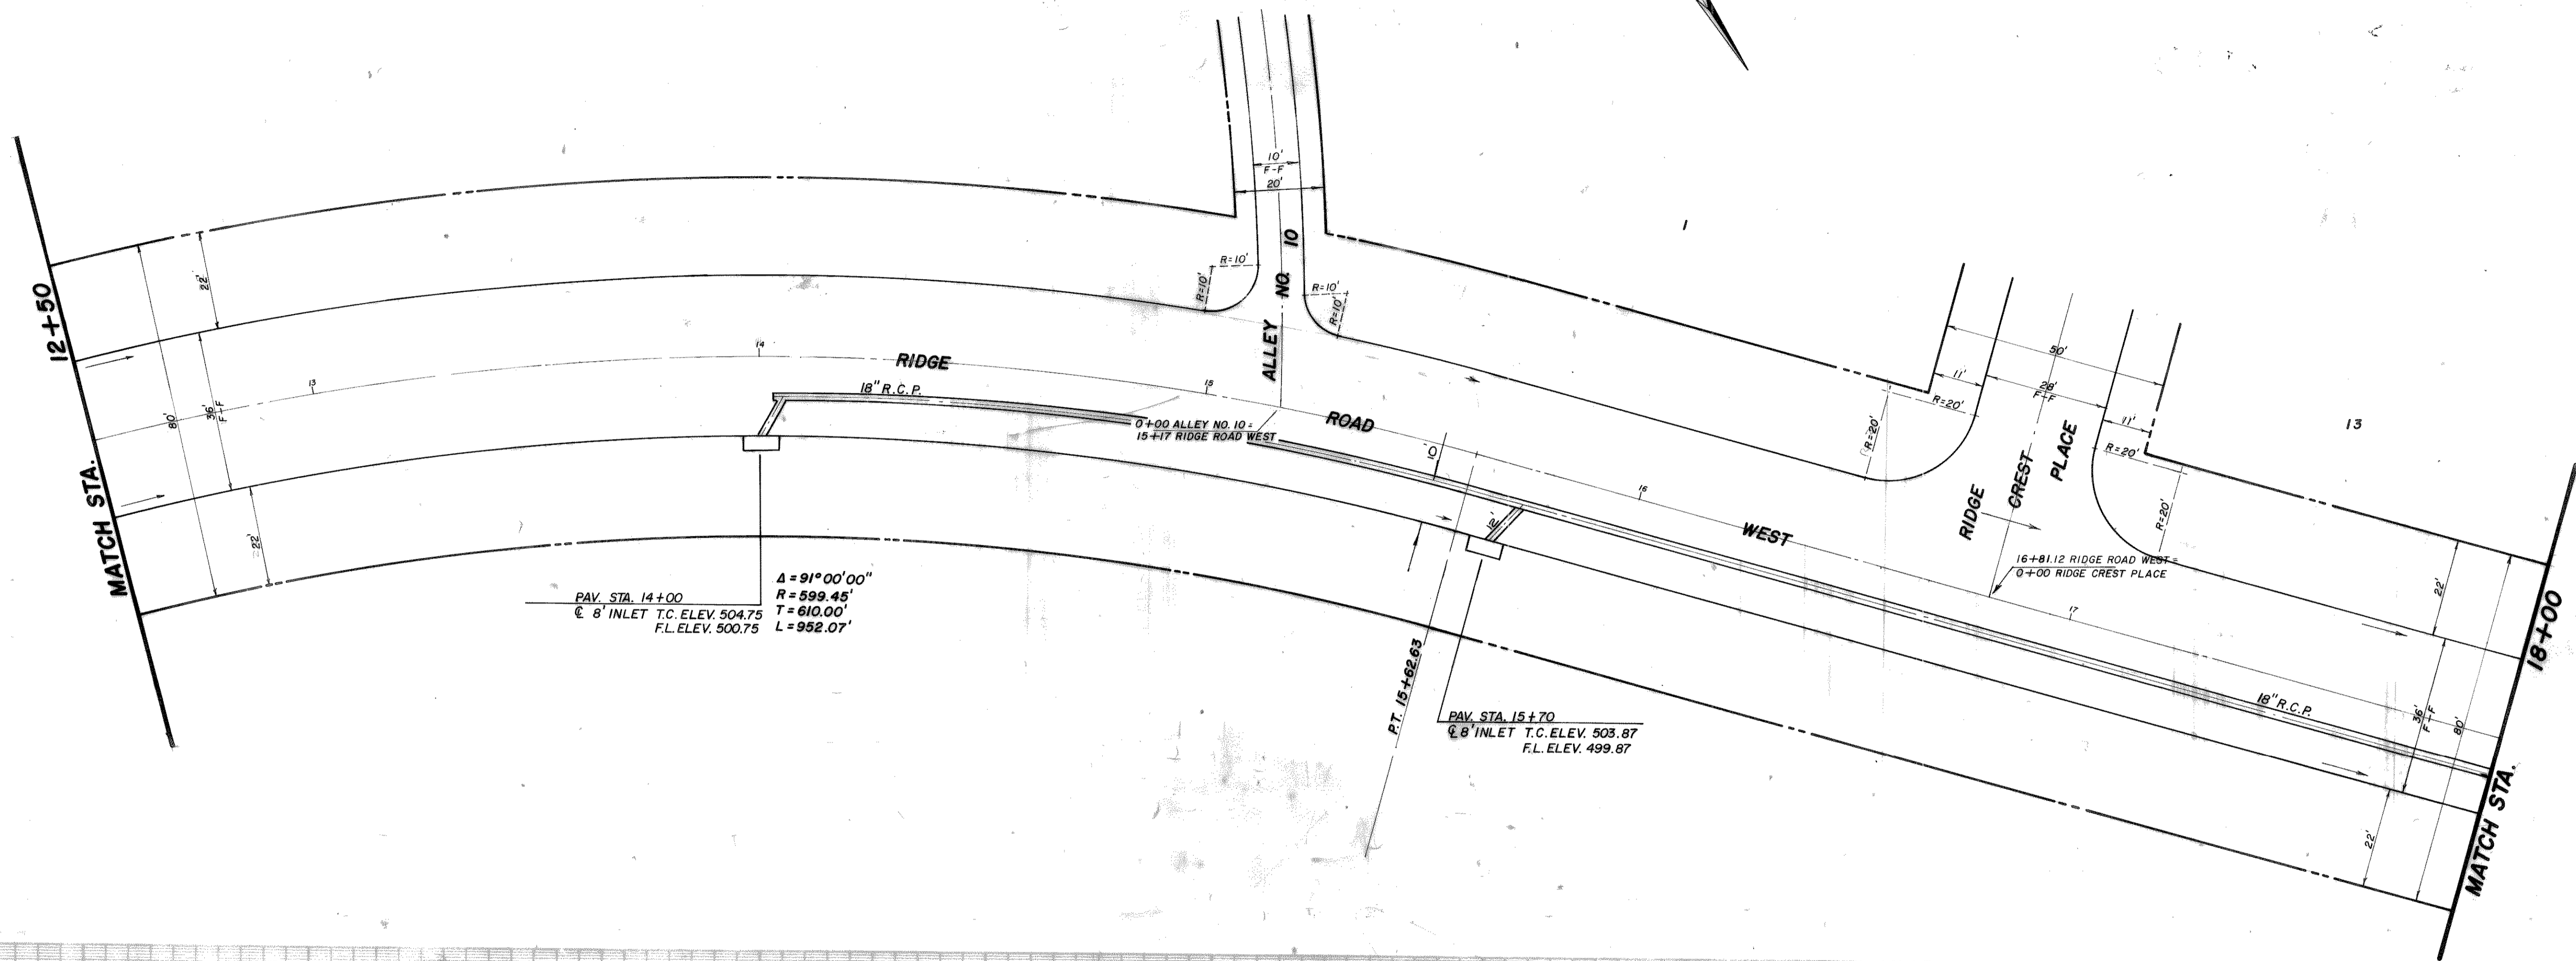 12+50
MATCH STA.
22'
80'
36'
F-F
22'
13
14
RIDGE
18" R.C.P.
15
10'
F-F
20'
R=10'
R=10'
R=10'
R=10'
ALLEY NO. 10
0+00 ALLEY NO. 10 =
15+17 RIDGE ROAD WEST
ROAD
10'
12'
16
WEST
1
50'
11'
28'
F-F
11'
R=20'
R=20'
R=20'
R=20'
RIDGE
CREST
PLACE
13
16+81.12 RIDGE ROAD WEST =
0+00 RIDGE CREST PLACE
17
PAV. STA. 14+00
℄ 8' INLET T.C. ELEV. 504.75
F.L. ELEV. 500.75
Δ = 91°00'00"
R = 599.45'
T = 610.00'
L = 952.07'
P.T. 15+62.63
PAV. STA. 15+70
℄ 8' INLET T.C. ELEV. 503.87
F.L. ELEV. 499.87
18" R.C.P.
22'
36'
F-F
80'
22'
18+00
MATCH STA.